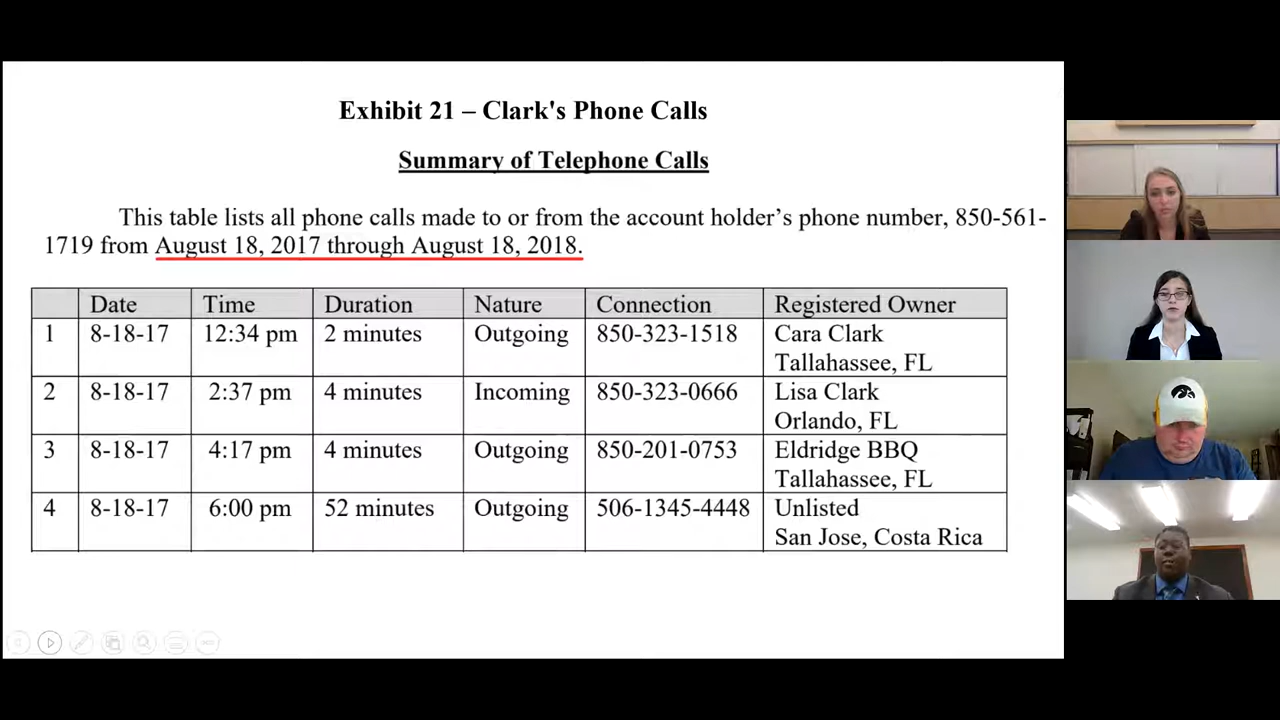 Exhibit 21 – Clark's Phone Calls
Summary of Telephone Calls
This table lists all phone calls made to or from the account holder's phone number, 850-561-
1719 from August 18, 2017 through August 18, 2018.
Date Time Duration Nature Connection Registered Owner
1 8-18-17 12:34 pm 2 minutes Outgoing 850-323-1518 Cara Clark
Tallahassee, FL
2 8-18-17 2:37 pm 4 minutes Incoming 850-323-0666 Lisa Clark
Orlando, FL
3 8-18-17 4:17 pm 4 minutes Outgoing 850-201-0753 Eldridge BBQ
Tallahassee, FL
4 8-18-17 6:00 pm 52 minutes Outgoing 506-1345-4448 Unlisted
San Jose, Costa Rica